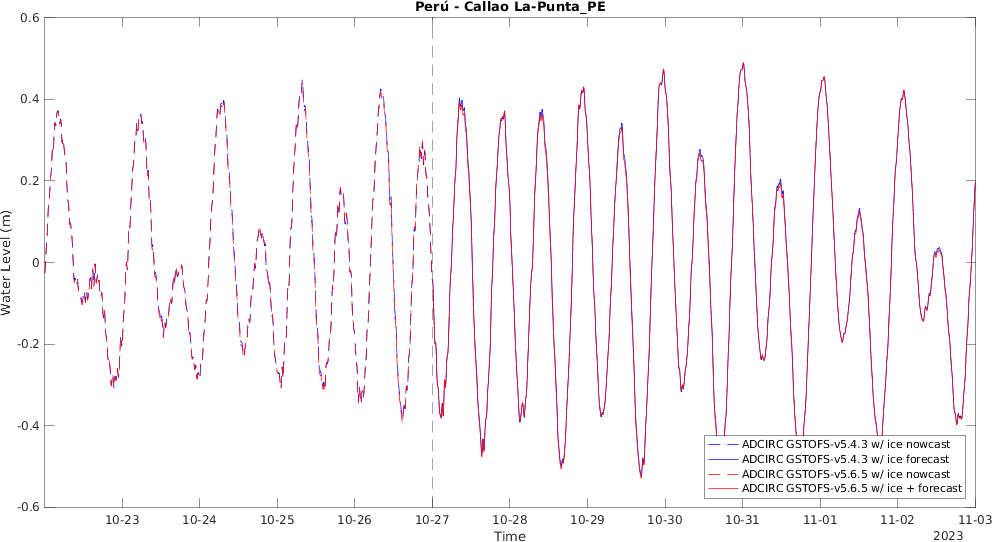 Perú - Callao La-Punta_PE
0.6
0.4
0.2
0
-0.2
-0.4
-0.6
Water Level (m)
ADCIRC GSTOFS-v5.4.3 w/ ice nowcast
ADCIRC GSTOFS-v5.4.3 w/ ice forecast
ADCIRC GSTOFS-v5.6.5 w/ ice nowcast
ADCIRC GSTOFS-v5.6.5 w/ ice + forecast
10-23 10-24 10-25 10-26 10-27 10-28 10-29 10-30 10-31 11-01 11-02 11-03
Time
2023